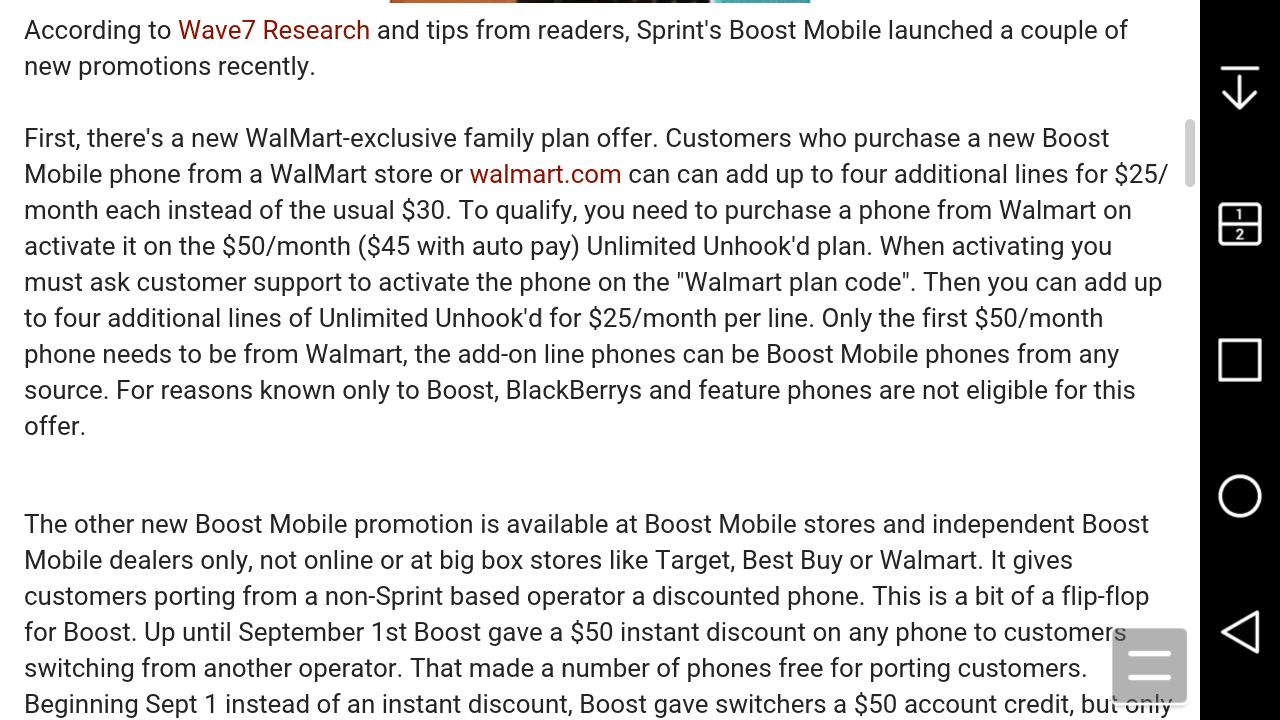 According to Wave7 Research and tips from readers, Sprint's Boost Mobile launched a couple of
new promotions recently.
First, there's a new WalMart-exclusive family plan offer. Customers who purchase a new Boost
Mobile phone from a WalMart store or walmart.com can can add up to four additional lines for $25/
month each instead of the usual $30. To qualify, you need to purchase a phone from Walmart on
activate it on the $50/month ($45 with auto pay) Unlimited Unhook'd plan. When activating you
must ask customer support to activate the phone on the "Walmart plan code". Then you can add up
to four additional lines of Unlimited Unhook'd for $25/month per line. Only the first $50/month
phone needs to be from Walmart, the add-on line phones can be Boost Mobile phones from any
source. For reasons known only to Boost, BlackBerrys and feature phones are not eligible for this
offer.
The other new Boost Mobile promotion is available at Boost Mobile stores and independent Boost
Mobile dealers only, not online or at big box stores like Target, Best Buy or Walmart. It gives
customers porting from a non-Sprint based operator a discounted phone. This is a bit of a flip-flop
for Boost. Up until September 1st Boost gave a $50 instant discount on any phone to customers
switching from another operator. That made a number of phones free for porting customers.
Beginning Sept 1 instead of an instant discount, Boost gave switchers a $50 account credit, but only
1
2